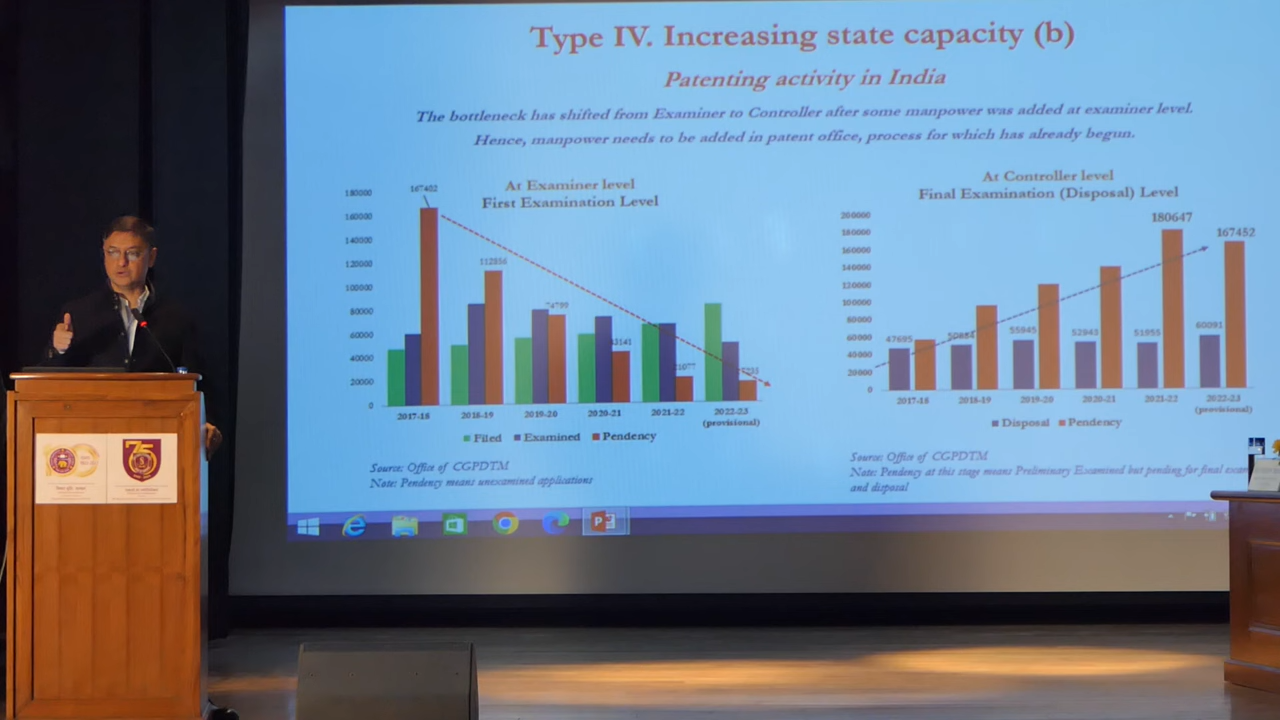 Type IV. Increasing state capacity (b)
Patenting activity in India
The bottleneck has shifted from Examiner to Controller after some manpower was added at examiner level.
Hence, manpower needs to be added in patent office, process for which has already begun.
At Examiner level
First Examination Level
180000
160000
140000
120000
100000
80000
60000
40000
20000
0
167402
112856
74799
43141
2017-18
2018-19
2019-20
2020-21
2021-22
2022-23
(provisional)
Filed
Examined
Pendency
Source: Office of CGPDTM
Note: Pendency means unexamined applications
At Controller level
Final Examination (Disposal) Level
200000
180000
160000
140000
120000
100000
80000
60000
40000
20000
0
47695
50884
55945
52943
180647
51955
167452
60091
2017-18
2018-19
2019-20
2020-21
2021-22
2022-23
(provisional)
Disposal
Pendency
Source: Office of CGPDTM
Note: Pendency at this stage means Preliminary Examined but pending for final
and disposal
75